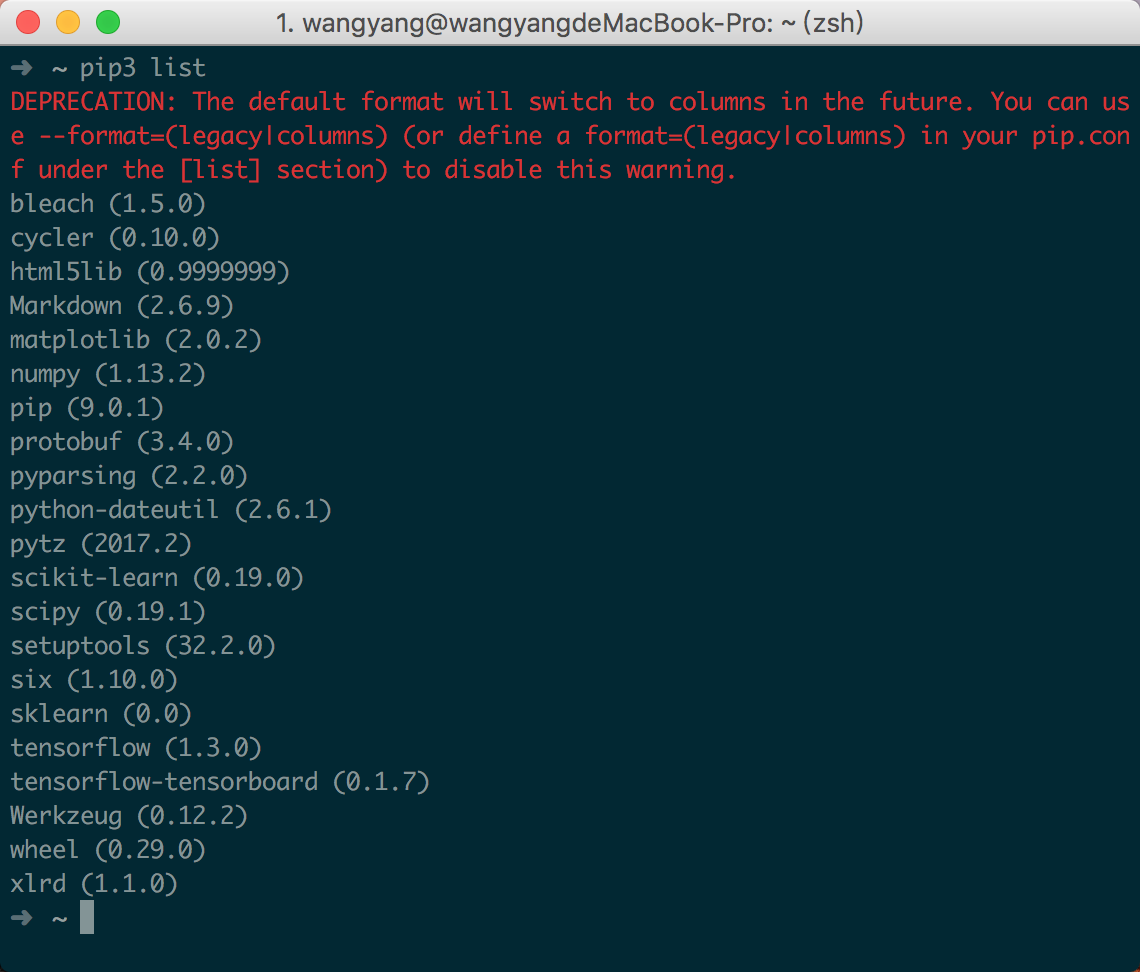 1. wangyang@wangyangdeMacBook-Pro: ~ (zsh)
➜ ~ pip3 list
DEPRECATION: The default format will switch to columns in the future. You can us
e --format=(legacy|columns) (or define a format=(legacy|columns) in your pip.con
f under the [list] section) to disable this warning.
bleach (1.5.0)
cycler (0.10.0)
html5lib (0.9999999)
Markdown (2.6.9)
matplotlib (2.0.2)
numpy (1.13.2)
pip (9.0.1)
protobuf (3.4.0)
pyparsing (2.2.0)
python-dateutil (2.6.1)
pytz (2017.2)
scikit-learn (0.19.0)
scipy (0.19.1)
setuptools (32.2.0)
six (1.10.0)
sklearn (0.0)
tensorflow (1.3.0)
tensorflow-tensorboard (0.1.7)
Werkzeug (0.12.2)
wheel (0.29.0)
xlrd (1.1.0)
➜ ~